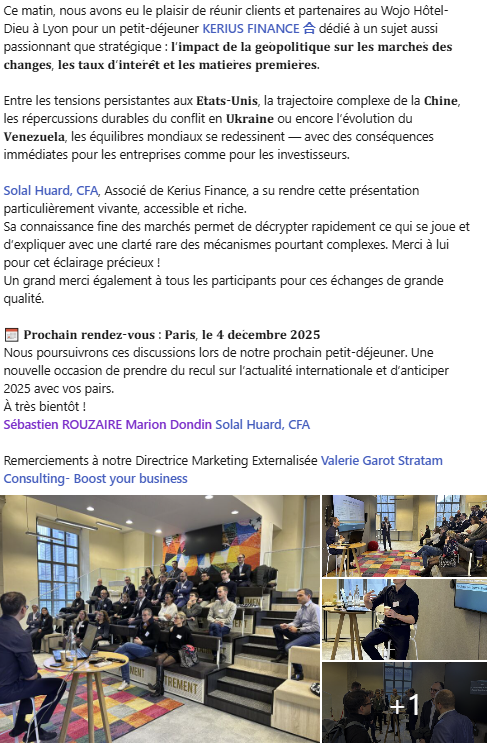 Ce matin, nous avons eu le plaisir de réunir clients et partenaires au Wojo Hôtel-
Dieu à Lyon pour un petit-déjeuner KERIUS FINANCE 合 dédié à un sujet aussi
passionnant que stratégique : l'impact de la géopolitique sur les marchés des
changes, les taux d'intérêt et les matières premières.
Entre les tensions persistantes aux États-Unis, la trajectoire complexe de la Chine,
les répercussions durables du conflit en Ukraine ou encore l'évolution du
Venezuela, les équilibres mondiaux se redessinent — avec des conséquences
immédiates pour les entreprises comme pour les investisseurs.
Solal Huard, CFA, Associé de Kerius Finance, a su rendre cette présentation
particulièrement vivante, accessible et riche.
Sa connaissance fine des marchés permet de décrypter rapidement ce qui se joue et
d'expliquer avec une clarté rare des mécanismes pourtant complexes. Merci à lui
pour cet éclairage précieux !
Un grand merci également à tous les participants pour ces échanges de grande
qualité.
Prochain rendez-vous : Paris, le 4 décembre 2025
Nous poursuivrons ces discussions lors de notre prochain petit-déjeuner. Une
nouvelle occasion de prendre du recul sur l'actualité internationale et d'anticiper
2025 avec vos pairs.
À très bientôt !
Sébastien ROUZAIRE Marion Dondin Solal Huard, CFA
Remerciements à notre Directrice Marketing Externalisée Valerie Garot Stratam
Consulting- Boost your business
TREMENT
+1